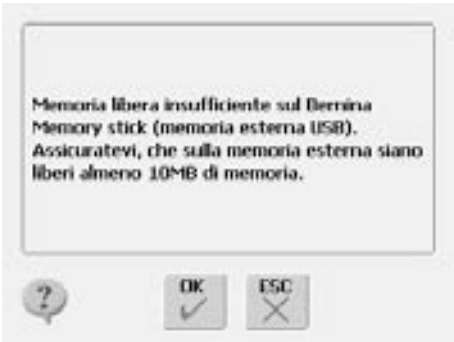 Memoria libera insufficiente sul Bernina
Memory stick (memoria esterna USB).
Assicuratevi, che sulla memoria esterna siano
liberi almeno 10MB di memoria.
?
OK
ESC